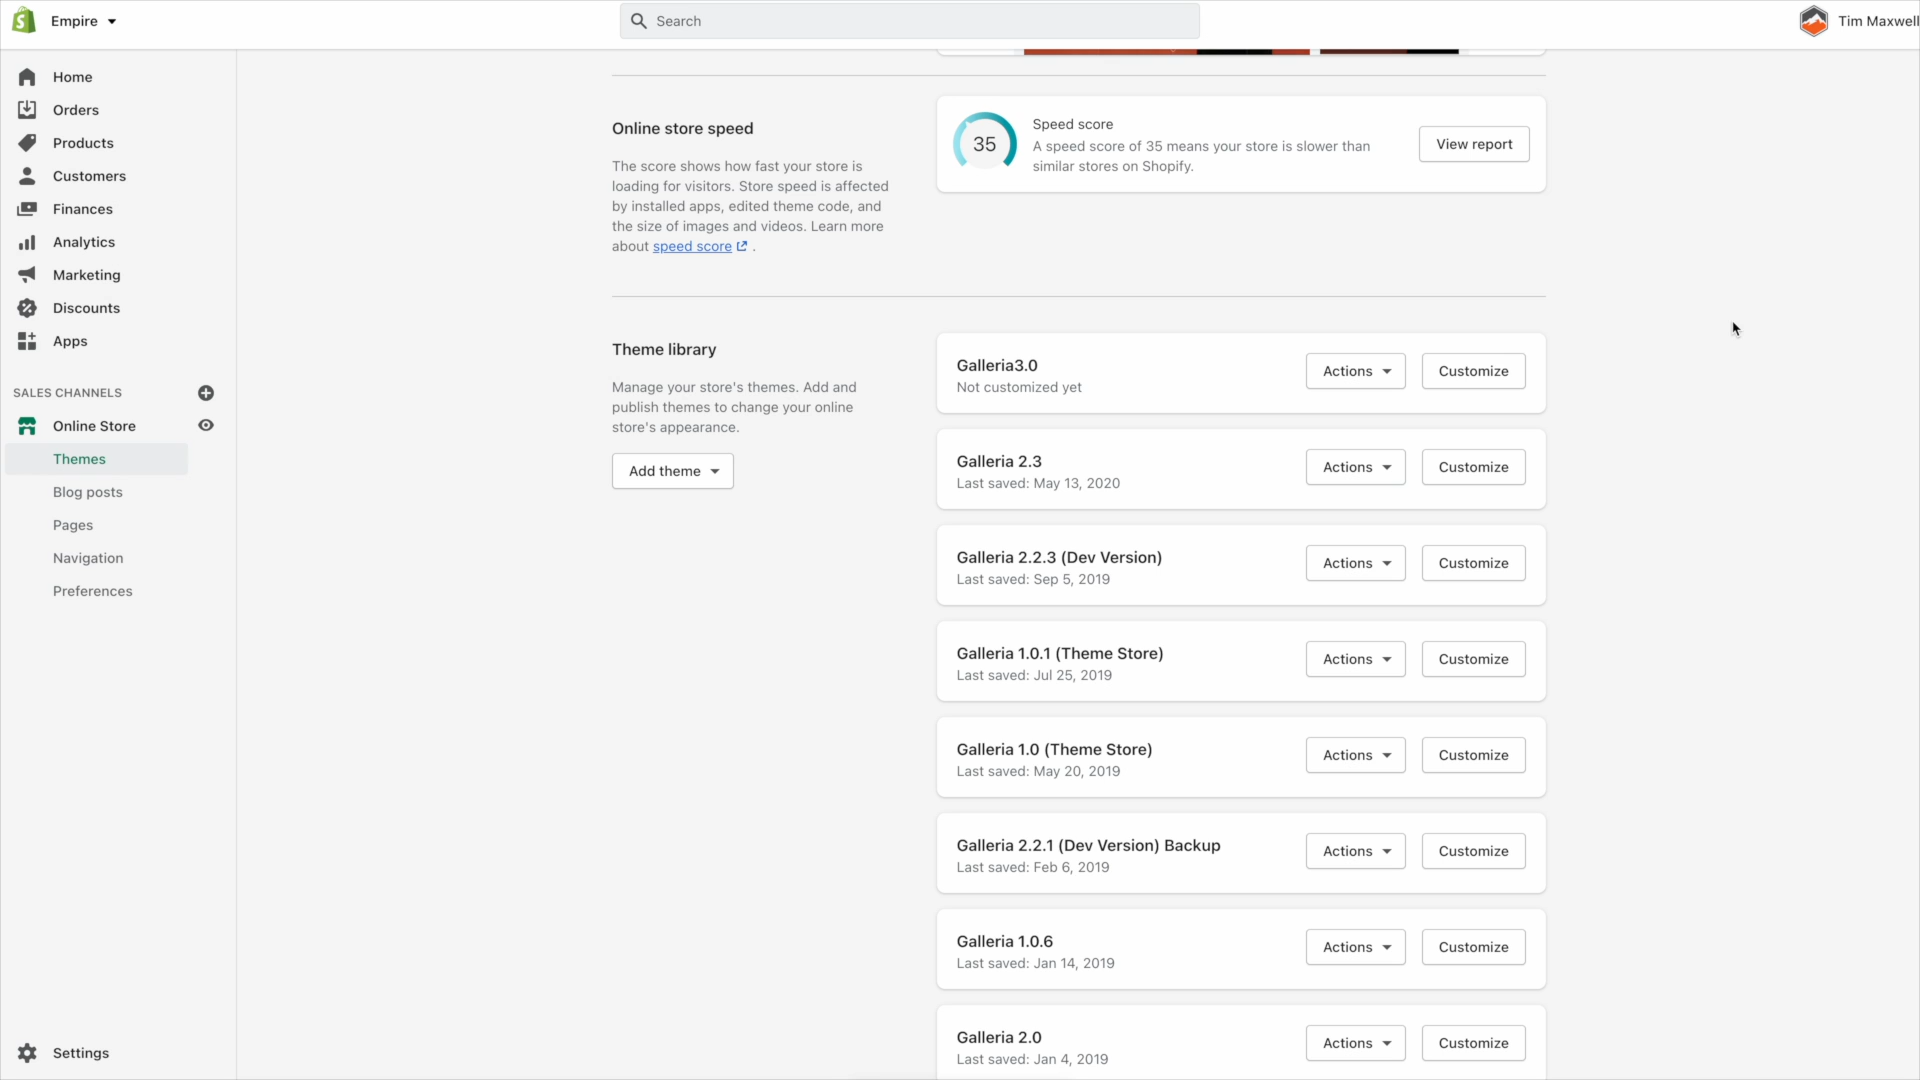 Empire
Search
Tim Maxwell
Home
Orders
Products
Customers
Finances
Analytics
Marketing
Discounts
Apps
SALES CHANNELS
Online Store
Themes
Blog posts
Pages
Navigation
Preferences
Settings
Online store speed
The score shows how fast your store is
loading for visitors. Store speed is affected
by installed apps, edited theme code, and
the size of images and videos. Learn more
about speed score .
35
Speed score
A speed score of 35 means your store is slower than
similar stores on Shopify.
View report
Theme library
Manage your store's themes. Add and
publish themes to change your online
store's appearance.
Add theme
Galleria3.0
Not customized yet
Actions
Customize
Galleria 2.3
Last saved: May 13, 2020
Actions
Customize
Galleria 2.2.3 (Dev Version)
Last saved: Sep 5, 2019
Actions
Customize
Galleria 1.0.1 (Theme Store)
Last saved: Jul 25, 2019
Actions
Customize
Galleria 1.0 (Theme Store)
Last saved: May 20, 2019
Actions
Customize
Galleria 2.2.1 (Dev Version) Backup
Last saved: Feb 6, 2019
Actions
Customize
Galleria 1.0.6
Last saved: Jan 14, 2019
Actions
Customize
Galleria 2.0
Last saved: Jan 4, 2019
Actions
Customize